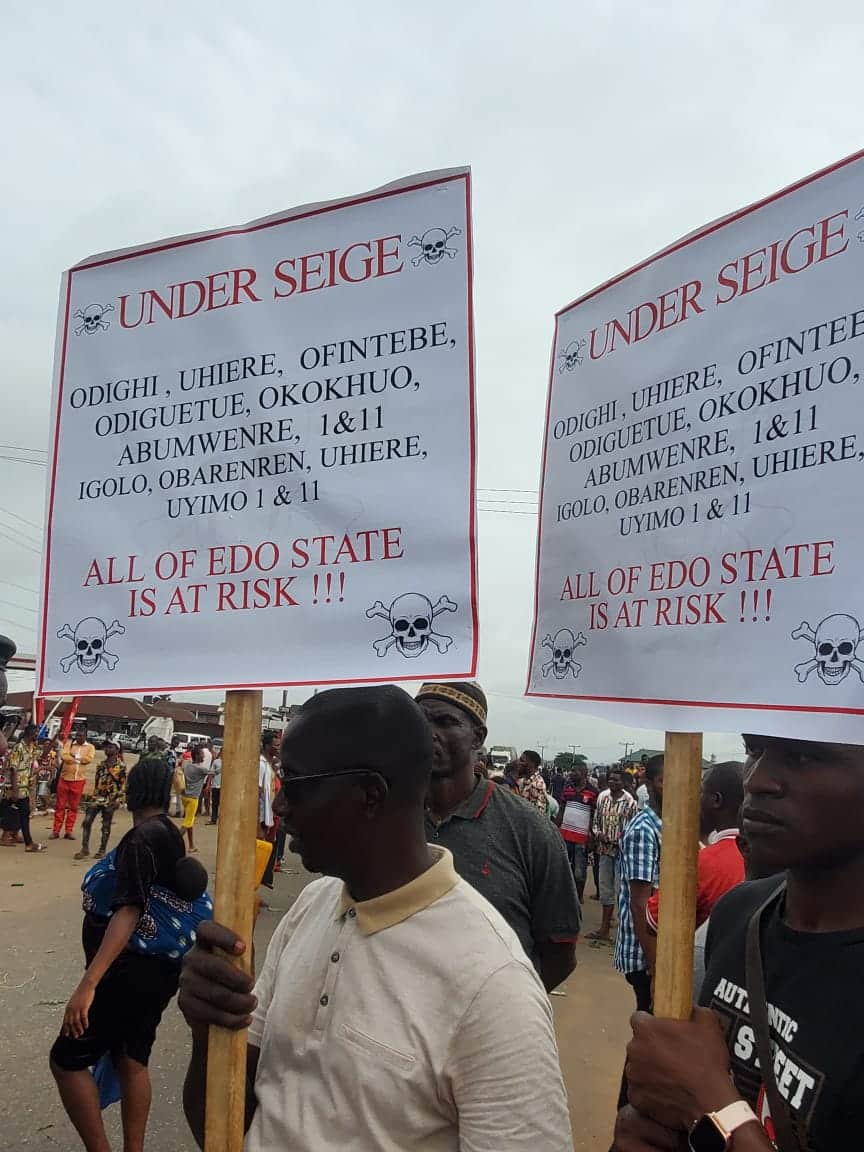 UNDER SEIGE
ODIGHI , UHIERE, OFINTEBE,
ODIGUETUE, OKOKHUO,
ABUMWENRE, 1&11
IGOLO, OBARENREN, UHIERE,
UYIMO 1 & 11
ALL OF EDO STATE
IS AT RISK !!!
UNDER SEIGE
ODIGHI , UHIERE, OFINTEBE
ODIGUETUE, OKOKHUO,
ABUMWENRE, 1&11
IGOLO, OBARENREN, UHIERE,
UYIMO 1 & 11
ALL OF EDO STATE
IS AT RISK !!!
AUTHENTIC
STREET